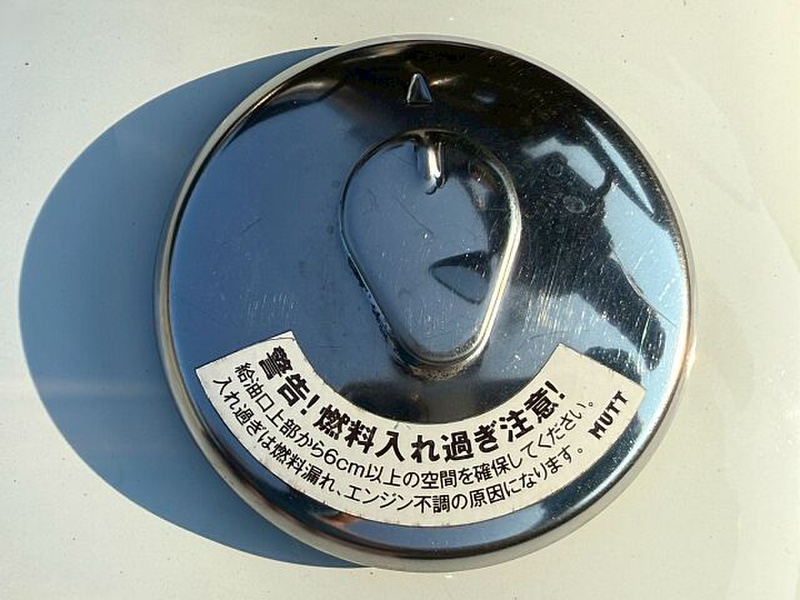 警告!燃料入れ過ぎ注意!
給油口上部から6cm以上の空間を確保してください。
入れ過ぎは燃料漏れ、エンジン不調の原因になります。
MUTT